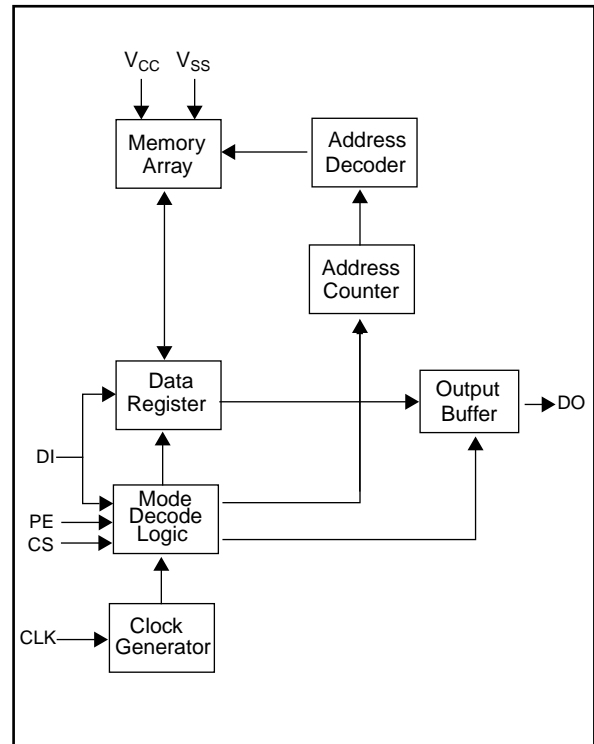 VCC VSS
Memory
Array
Address
Decoder
Address
Counter
Data
Register
Output
Buffer
DO
DI
PE
CS
Mode
Decode
Logic
CLK
Clock
Generator